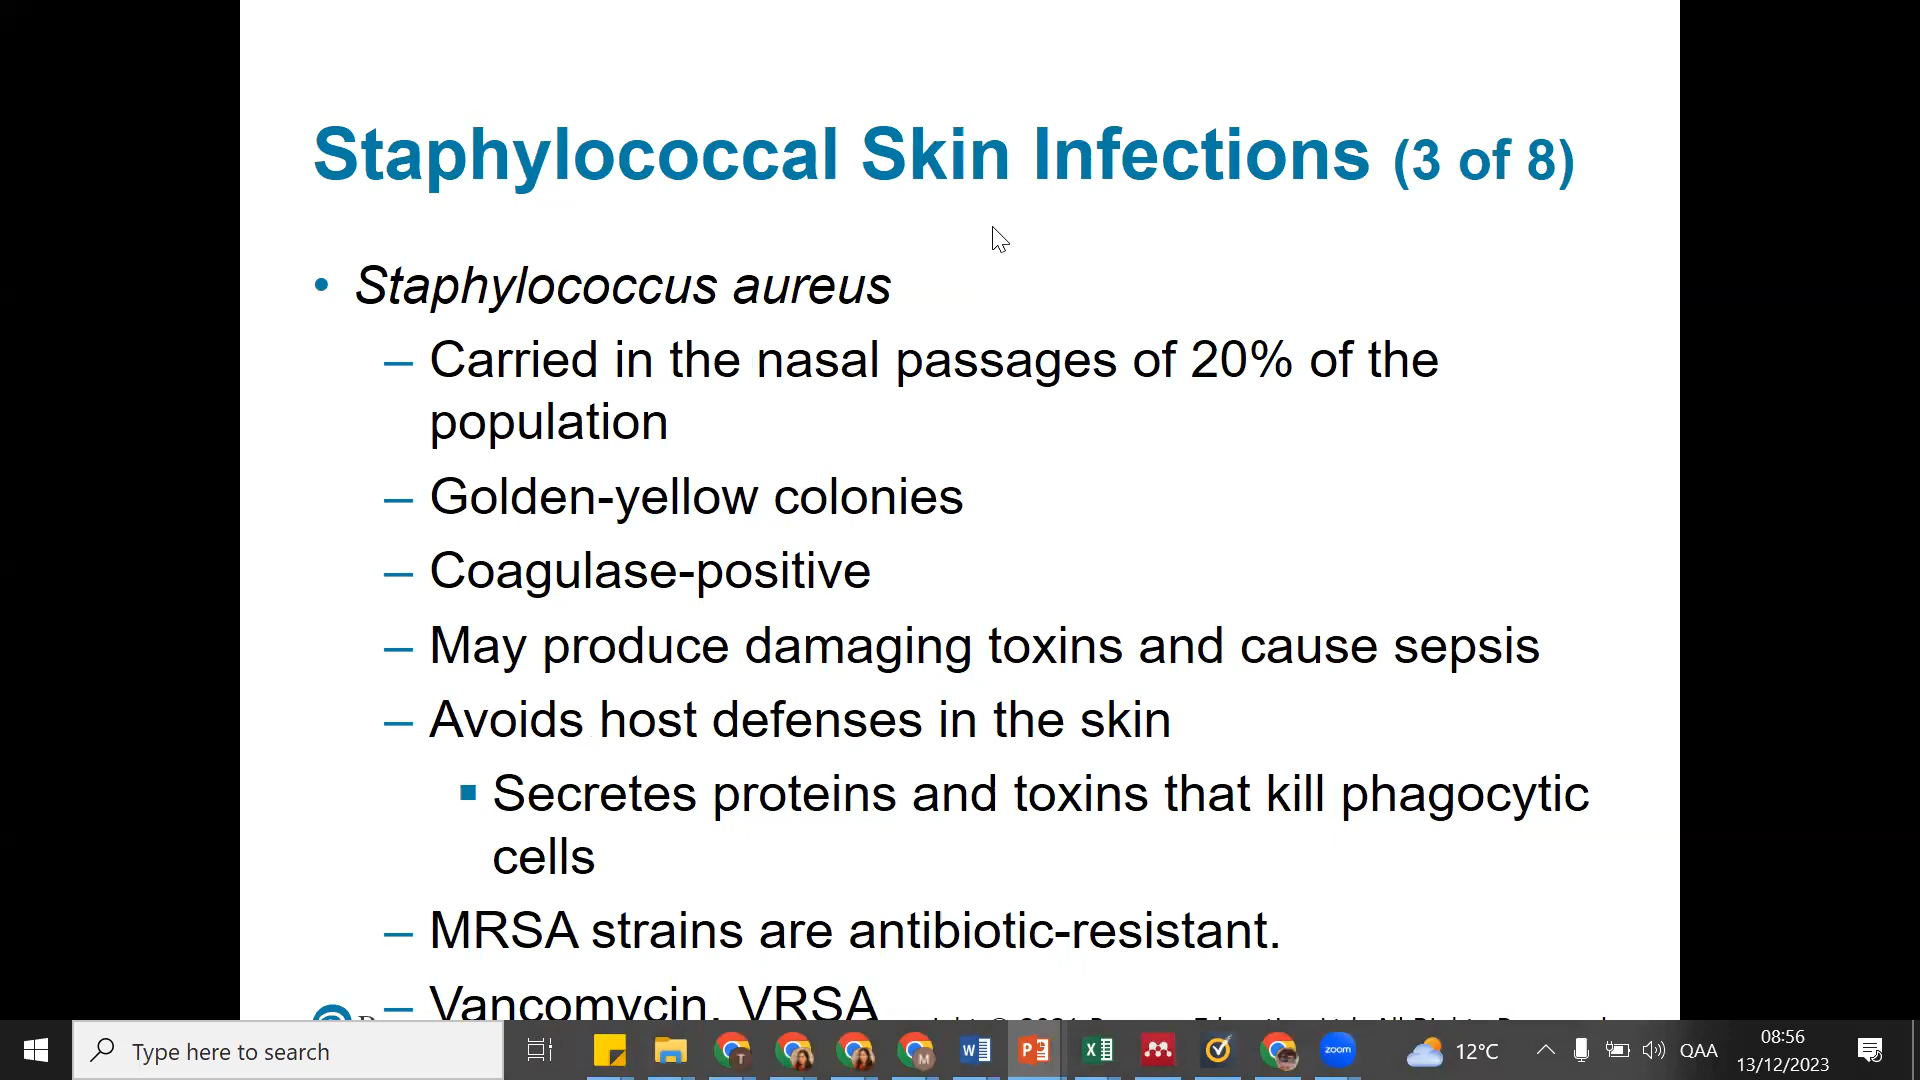 Staphylococcal Skin Infections (3 of 8)
• Staphylococcus aureus
– Carried in the nasal passages of 20% of the
population
– Golden-yellow colonies
– Coagulase-positive
– May produce damaging toxins and cause sepsis
– Avoids host defenses in the skin
▪ Secretes proteins and toxins that kill phagocytic
cells
– MRSA strains are antibiotic-resistant.
– Vancomycin, VRSA
Type here to search
T
M
zoom
12°C
QAA
08:56
13/12/2023